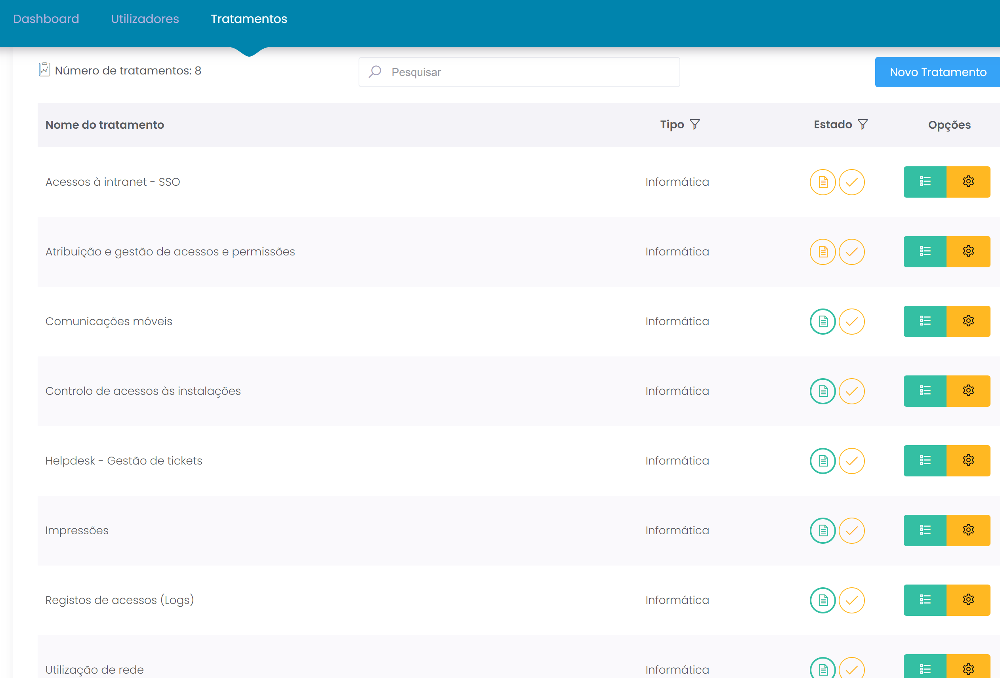 Dashboard Utilizadores Tratamentos
Número de tratamentos: 8 Pesquisar Novo Tratamento
Nome do tratamento Tipo Estado Opções
Acessos à intranet - SSO Informática
Atribuição e gestão de acessos e permissões Informática
Comunicações móveis Informática
Controlo de acessos às instalações Informática
Helpdesk - Gestão de tickets Informática
Impressões Informática
Registos de acessos (Logs) Informática
Utilização de rede Informática